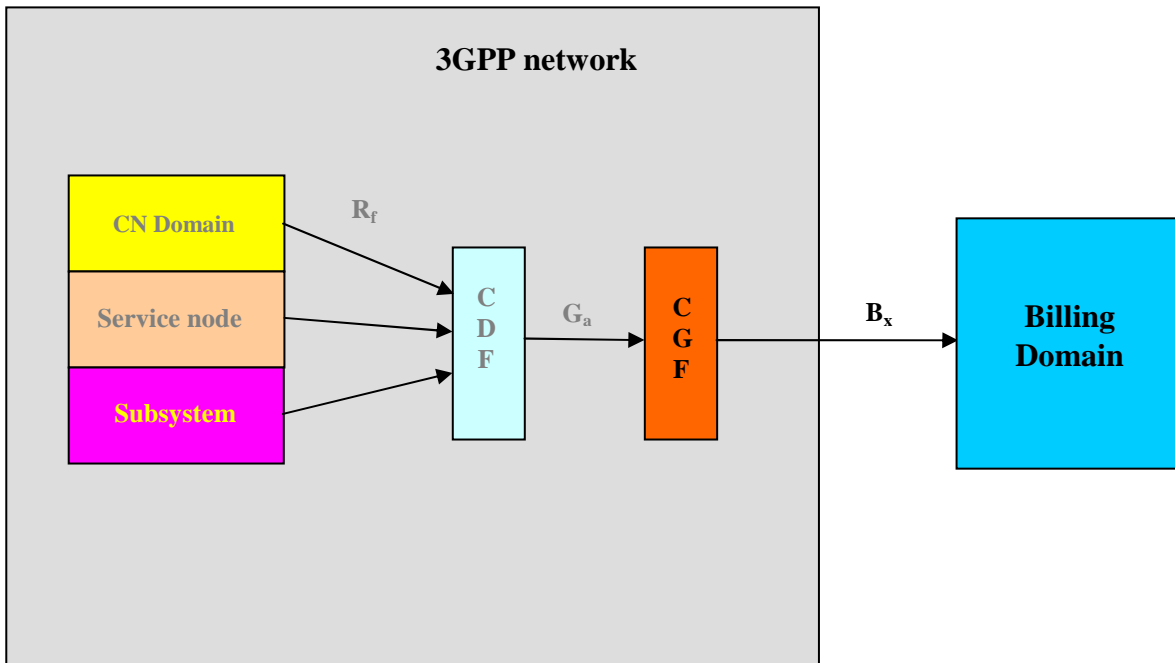 3GPP network
CN Domain
Service node
Subsystem
Rf
C
D
F
Ga
C
G
F
Bx
Billing
Domain